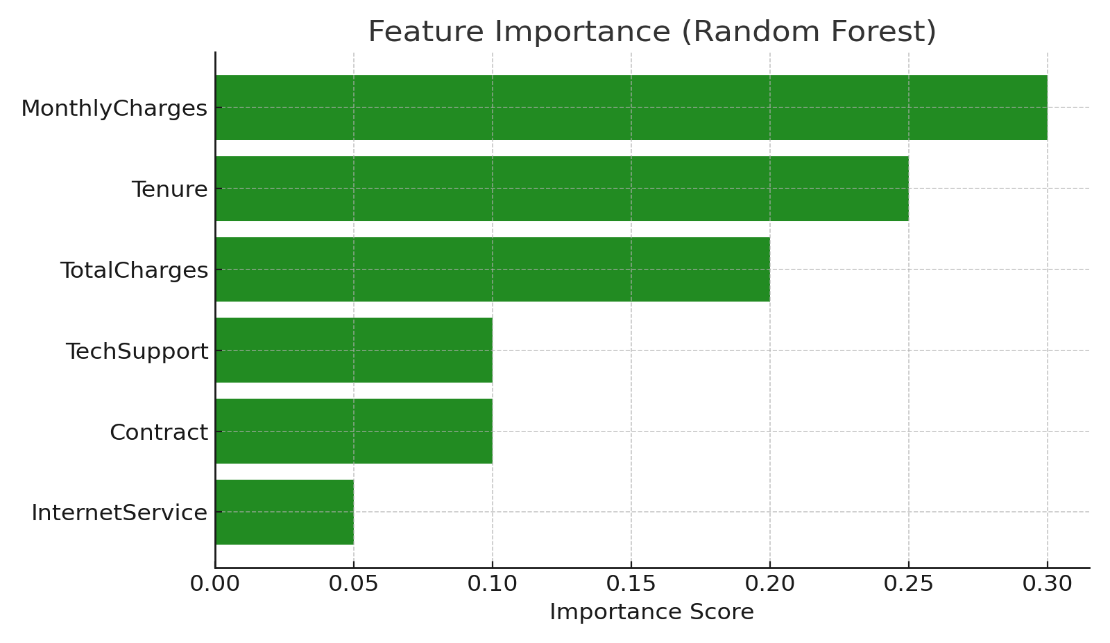 Feature Importance (Random Forest)
MonthlyCharges
Tenure
TotalCharges
TechSupport
Contract
InternetService
0.00 0.05 0.10 0.15 0.20 0.25 0.30
Importance Score